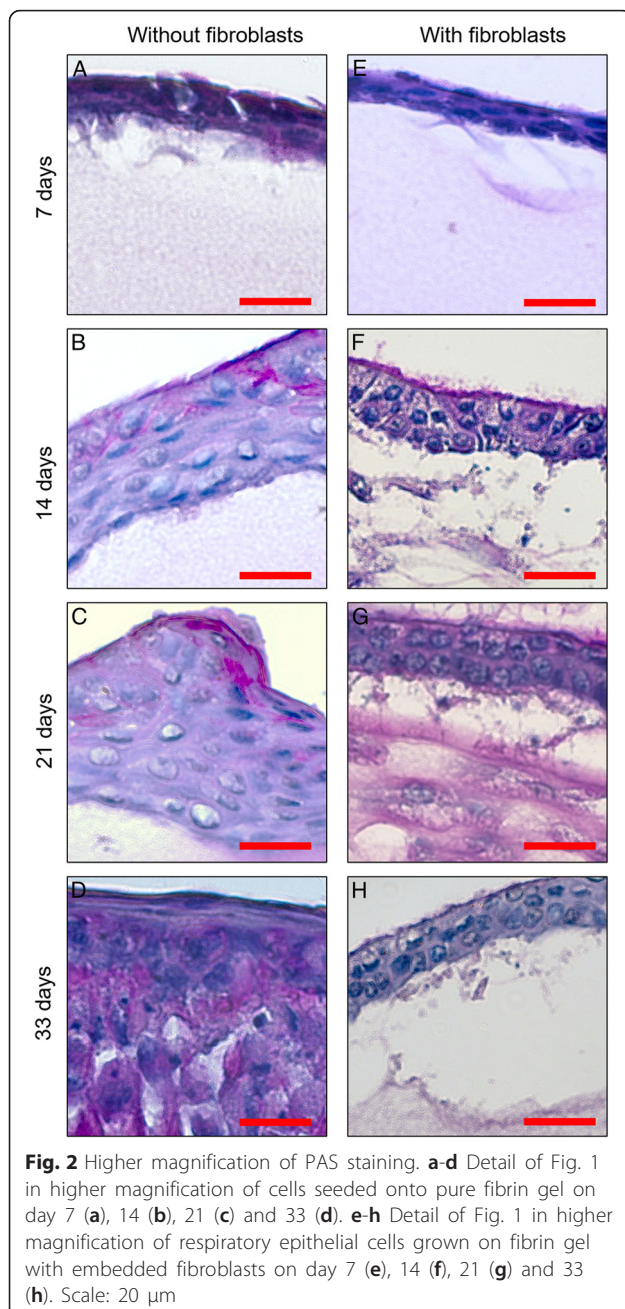 Without fibroblasts
With fibroblasts
A
E
7 days
B
F
14 days
C
G
21 days
D
H
33 days
Fig. 2 Higher magnification of PAS staining. a-d Detail of Fig. 1
in higher magnification of cells seeded onto pure fibrin gel on
day 7 (a), 14 (b), 21 (c) and 33 (d). e-h Detail of Fig. 1 in higher
magnification of respiratory epithelial cells grown on fibrin gel
with embedded fibroblasts on day 7 (e), 14 (f), 21 (g) and 33
(h). Scale: 20 μm